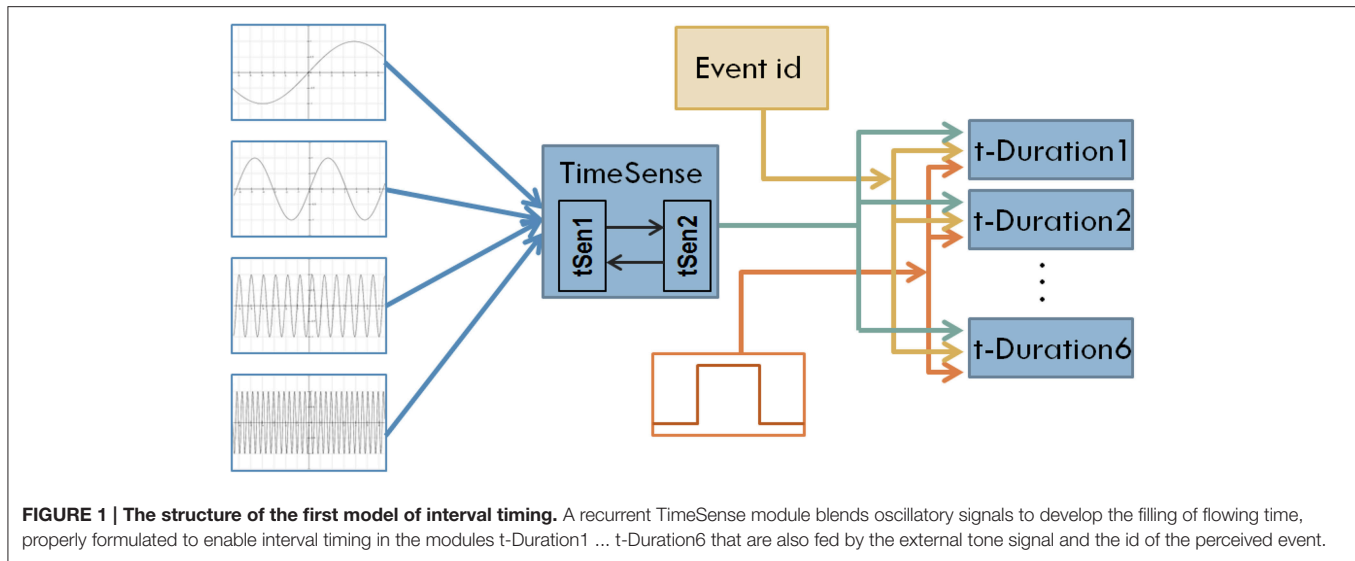 Event id
TimeSense
tSen1
tSen2
t-Duration1
t-Duration2
t-Duration6
FIGURE 1 | The structure of the first model of interval timing. A recurrent TimeSense module blends oscillatory signals to develop the filling of flowing time,
properly formulated to enable interval timing in the modules t-Duration1 ... t-Duration6 that are also fed by the external tone signal and the id of the perceived event.